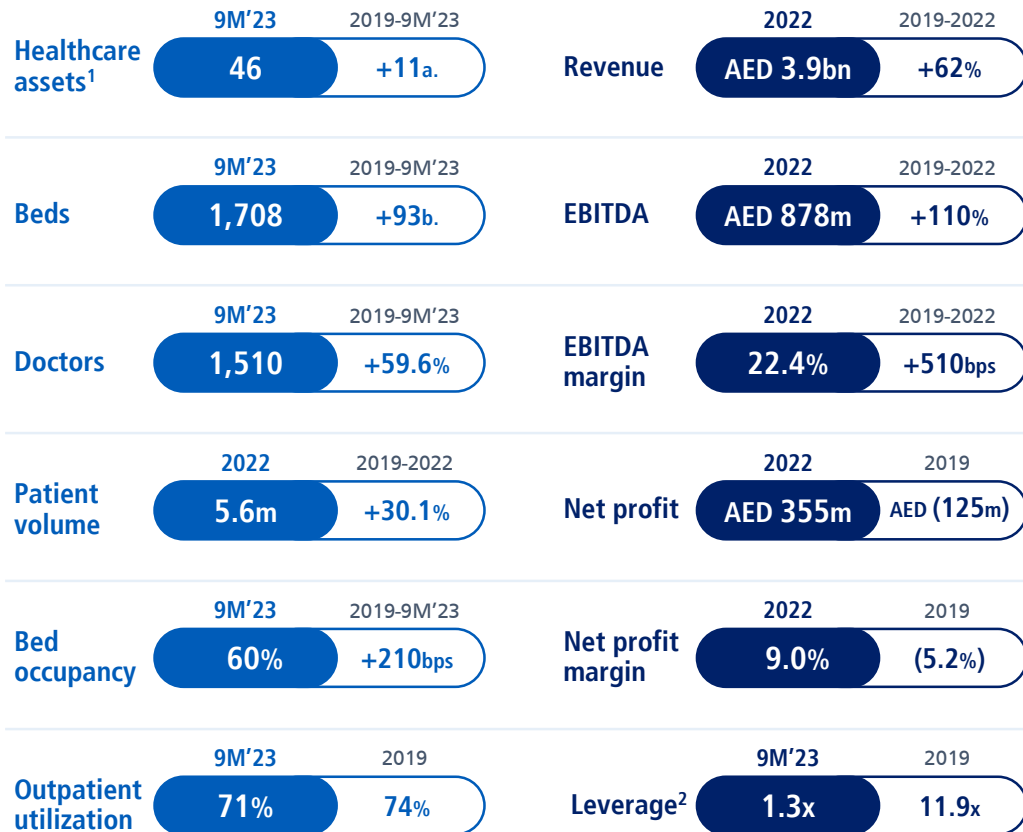 9M’23 2019-9M’23
Healthcare
assets1
46 +11a.
9M’23 2019-9M’23
Beds 1,708 +93b.
9M’23 2019-9M’23
Doctors 1,510 +59.6%
2022 2019-2022
Patient
volume
5.6m +30.1%
9M’23 2019-9M’23
Bed
occupancy
60% +210bps
9M’23 2019
Outpatient
utilization
71% 74%
2022 2019-2022
Revenue AED 3.9bn +62%
2022 2019-2022
EBITDA AED 878m +110%
2022 2019-2022
EBITDA
margin
22.4% +510bps
2022 2019
Net profit AED 355m AED (125m)
2022 2019
Net profit
margin
9.0% (5.2%)
9M’23 2019
Leverage2 1.3x 11.9x